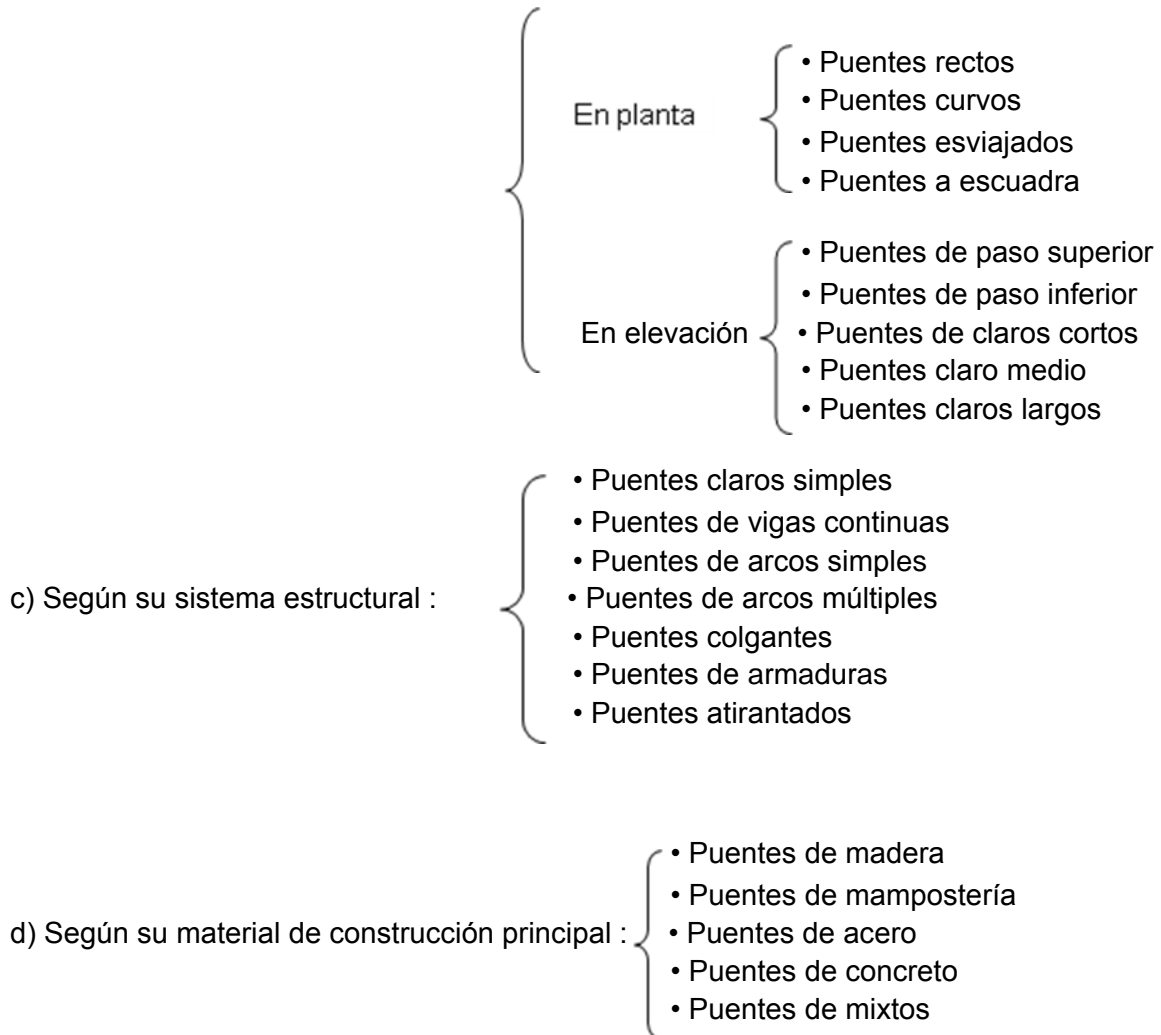 En planta
• Puentes rectos
• Puentes curvos
• Puentes esviajados
• Puentes a escuadra
En elevación
• Puentes de paso superior
• Puentes de paso inferior
• Puentes de claros cortos
• Puentes claro medio
• Puentes claros largos
c) Según su sistema estructural :
• Puentes claros simples
• Puentes de vigas continuas
• Puentes de arcos simples
• Puentes de arcos múltiples
• Puentes colgantes
• Puentes de armaduras
• Puentes atirantados
d) Según su material de construcción principal :
• Puentes de madera
• Puentes de mampostería
• Puentes de acero
• Puentes de concreto
• Puentes de mixtos